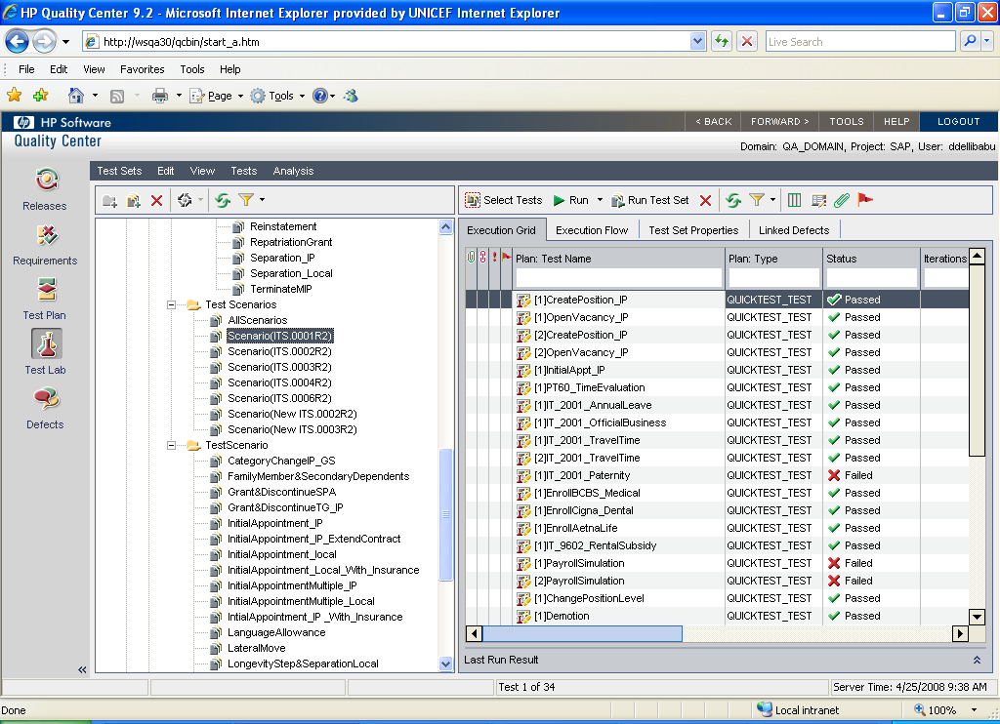 HP Quality Center 9.2 - Microsoft Internet Explorer provided by UNICEF Internet Explorer
http://wsqa30/qcbin/start_a.htm
Live Search
File Edit View Favorites Tools Help
Page Tools
hp HP Software
< BACK FORWARD > TOOLS HELP LOGOUT
Quality Center
Domain: QA_DOMAIN, Project: SAP, User: ddellibabu
Releases
Requirements
Test Plan
Test Lab
Defects
Test Sets Edit View Tests Analysis
Reinstatement
RepatriationGrant
Separation_IP
Separation_Local
TerminateMIP
Test Scenarios
AllScenarios
Scenario(ITS.0001R2)
Scenario(ITS.0002R2)
Scenario(ITS.0003R2)
Scenario(ITS.0004R2)
Scenario(ITS.0006R2)
Scenario(New ITS.0002R2)
Scenario(New ITS.0003R2)
TestScenario
CategoryChangeIP_GS
FamilyMember&SecondaryDependents
Grant&DiscontinueSPA
Grant&DiscontinueTG_IP
InitialAppointment_IP
InitialAppointment_IP_ExtendContract
InitialAppointment_local
InitialAppointment_Local_With_Insurance
InitialAppointmentMultiple_IP
InitialAppointmentMultiple_Local
IntialAppointment_IP _With_Insurance
LanguageAllowance
LateralMove
LongevityStep&SeparationLocal
Select Tests Run Run Test Set
Execution Grid Execution Flow Test Set Properties Linked Defects
Plan: Test Name Plan: Type Status Iterations
[1]CreatePosition_IP QUICKTEST_TEST Passed
[1]OpenVacancy_IP QUICKTEST_TEST Passed
[2]CreatePosition_IP QUICKTEST_TEST Passed
[2]OpenVacancy_IP QUICKTEST_TEST Passed
[1]InitialAppt_IP QUICKTEST_TEST Passed
[1]PT60_TimeEvaluation QUICKTEST_TEST Passed
[1]IT_2001_AnnualLeave QUICKTEST_TEST Passed
[1]IT_2001_OfficialBusiness QUICKTEST_TEST Passed
[1]IT_2001_TravelTime QUICKTEST_TEST Passed
[2]IT_2001_TravelTime QUICKTEST_TEST Passed
[1]IT_2001_Paternity QUICKTEST_TEST Failed
[1]EnrollBCBS_Medical QUICKTEST_TEST Passed
[1]EnrollCigna_Dental QUICKTEST_TEST Passed
[1]EnrollAetnaLife QUICKTEST_TEST Passed
[1]IT_9602_RentalSubsidy QUICKTEST_TEST Passed
[1]PayrollSimulation QUICKTEST_TEST Failed
[2]PayrollSimulation QUICKTEST_TEST Failed
[1]ChangePositionLevel QUICKTEST_TEST Passed
[1]Demotion QUICKTEST_TEST Passed
Last Run Result
Test 1 of 34
Server Time: 4/25/2008 9:38 AM
Done
Local intranet
100%